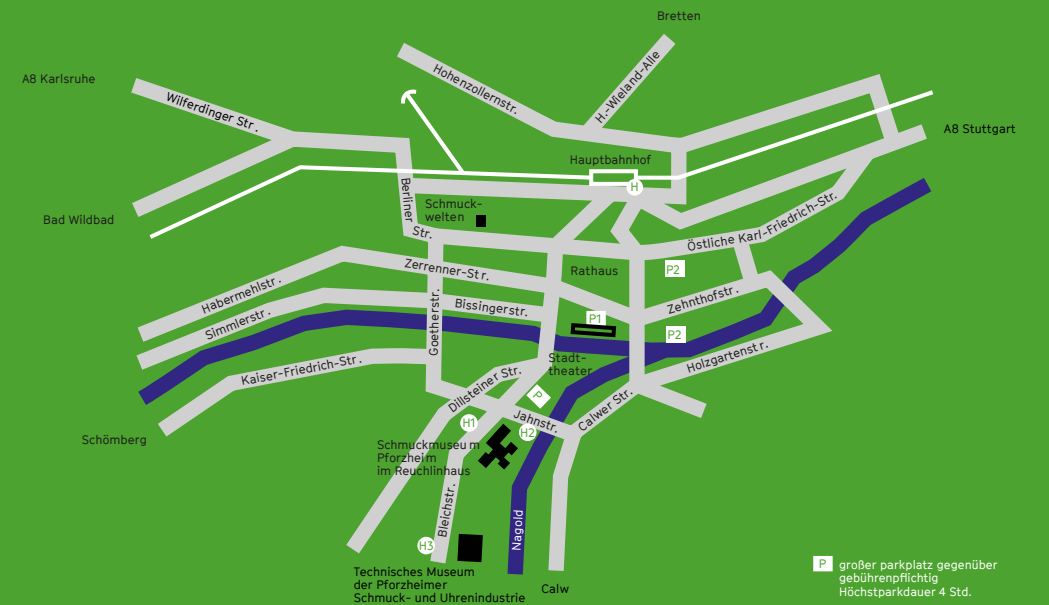 Bretten
A8 Karlsruhe
Hohenzollernstr.
H.-Wieland-Alle
Wilferdinger Str.
A8 Stuttgart
Hauptbahnhof
H
Berliner
Str.
Schmuck-
welten
Bad Wildbad
Östliche Karl-Friedrich-Str.
Zerrenner-Str.
Rathaus
P2
Habermehlstr.
Zehnthofstr.
Simmlerstr.
Bissingerstr.
Goetherstr.
P1
P2
Kaiser-Friedrich-Str.
Stadt-
theater
Holzgartenstr.
Dillsteiner Str.
P
Calwer Str.
Jahnstr.
H1
H2
Schömberg
Schmuckmuseum
Pforzheim
im Reuchlinhaus
Bleichstr.
Nagold
H3
Technisches Museum
der Pforzheimer
Schmuck- und Uhrenindustrie
Calw
P großer parkplatz gegenüber
gebührenpflichtig
Höchstparkdauer 4 Std.